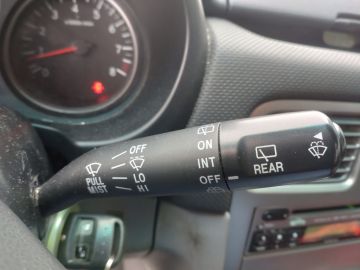 OFF
LO
HI
PULL
MIST
ON
INT
OFF
REAR